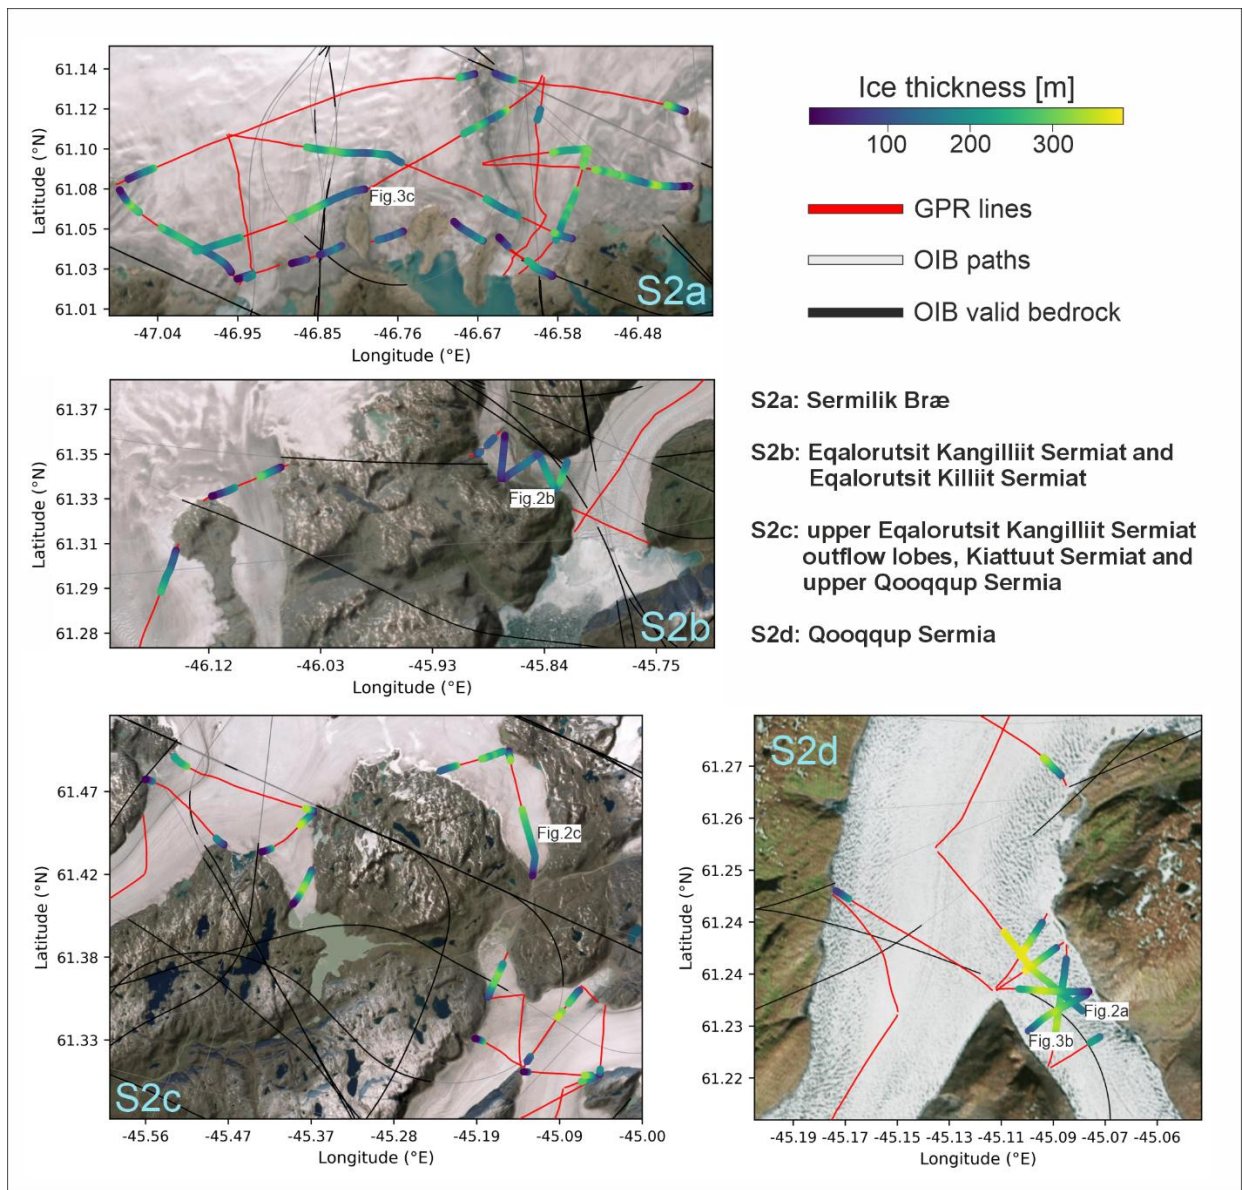 61.14
61.12
61.10
61.08
61.05
61.03
61.01
Latitude (°N)
Fig.3c
S2a
-47.04 -46.95 -46.85 -46.76 -46.67 -46.58 -46.48
Longitude (°E)
Ice thickness [m]
100 200 300
GPR lines
OIB paths
OIB valid bedrock
61.37
61.35
61.33
61.31
61.29
61.28
Latitude (°N)
Fig.2b
S2b
-46.12 -46.03 -45.93 -45.84 -45.75
Longitude (°E)
S2a: Sermilik Bræ
S2b: Eqalorutsit Kangilliit Sermiat and
Eqalorutsit Killiit Sermiat
S2c: upper Eqalorutsit Kangilliit Sermiat
outflow lobes, Kiattuut Sermiat and
upper Qooqqup Sermia
S2d: Qooqqup Sermia
61.47
61.42
61.38
61.33
Latitude (°N)
Fig.2c
S2c
-45.56 -45.47 -45.37 -45.28 -45.19 -45.09 -45.00
Longitude (°E)
S2d
61.27
61.26
61.25
61.24
61.24
61.23
61.22
Latitude (°N)
Fig.2a
Fig.3b
-45.19 -45.17 -45.15 -45.13 -45.11 -45.09 -45.07 -45.06
Longitude (°E)